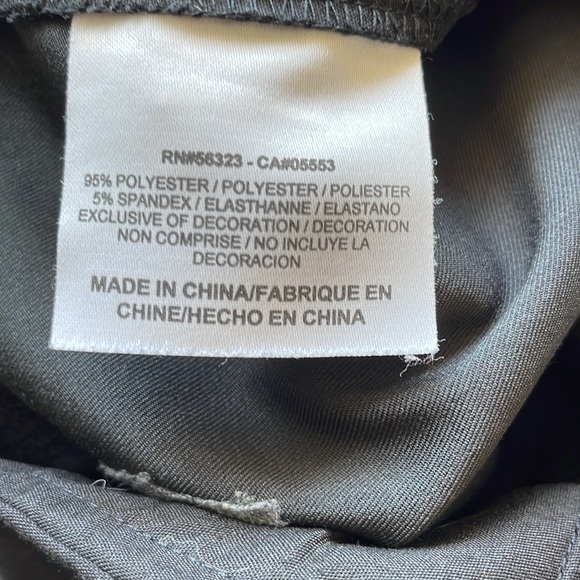 RN#56323 - CA#05553
95% POLYESTER / POLYESTER / POLIESTER
5% SPANDEX / ELASTHANNE / ELASTANO
EXCLUSIVE OF DECORATION / DECORATION
NON COMPRISE / NO INCLUYE LA
DECORACION
MADE IN CHINA/FABRIQUE EN
CHINE/HECHO EN CHINA